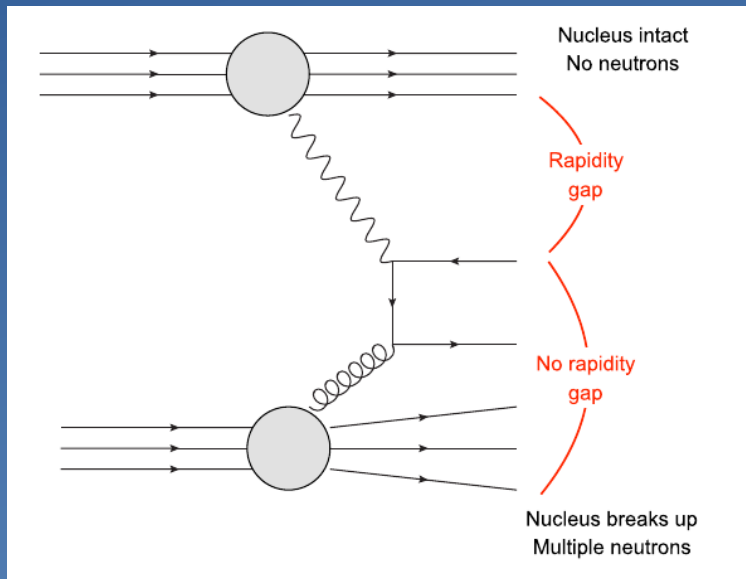 Nucleus intact
No neutrons
Rapidity
gap
No rapidity
gap
Nucleus breaks up
Multiple neutrons